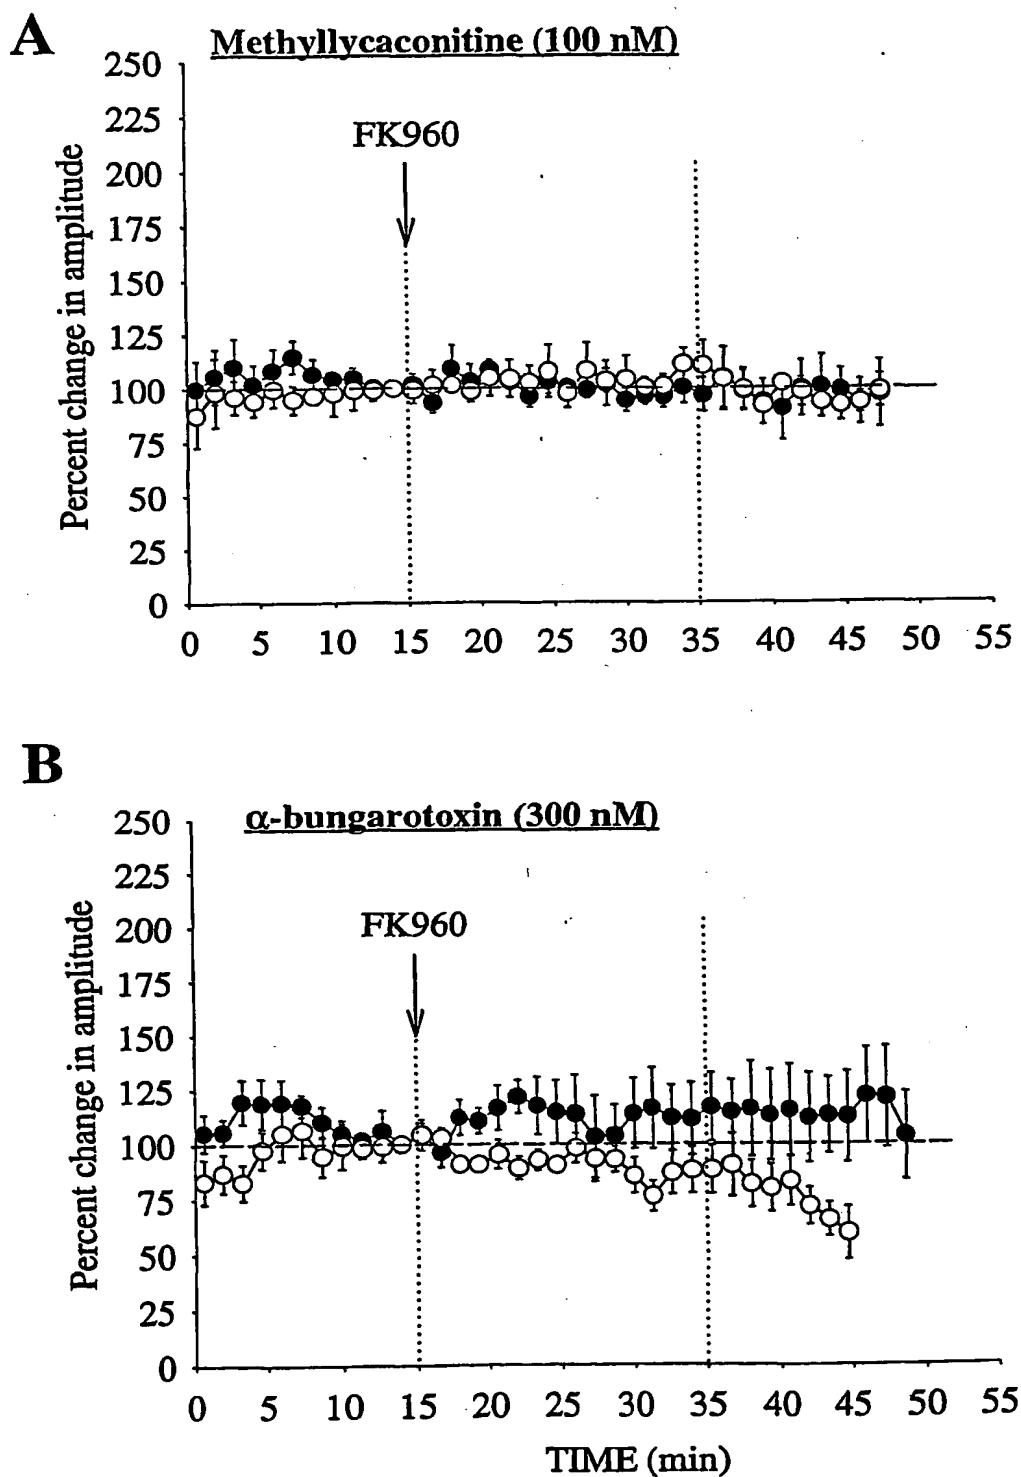 A
Methyllycaconitine (100 nM)
250
225
200
175
150
125
100
75
50
25
0
Percent change in amplitude
FK960
0 5 10 15 20 25 30 35 40 45 50 55
B
α-bungarotoxin (300 nM)
250
225
200
175
150
125
100
75
50
25
0
Percent change in amplitude
FK960
0 5 10 15 20 25 30 35 40 45 50 55
TIME (min)